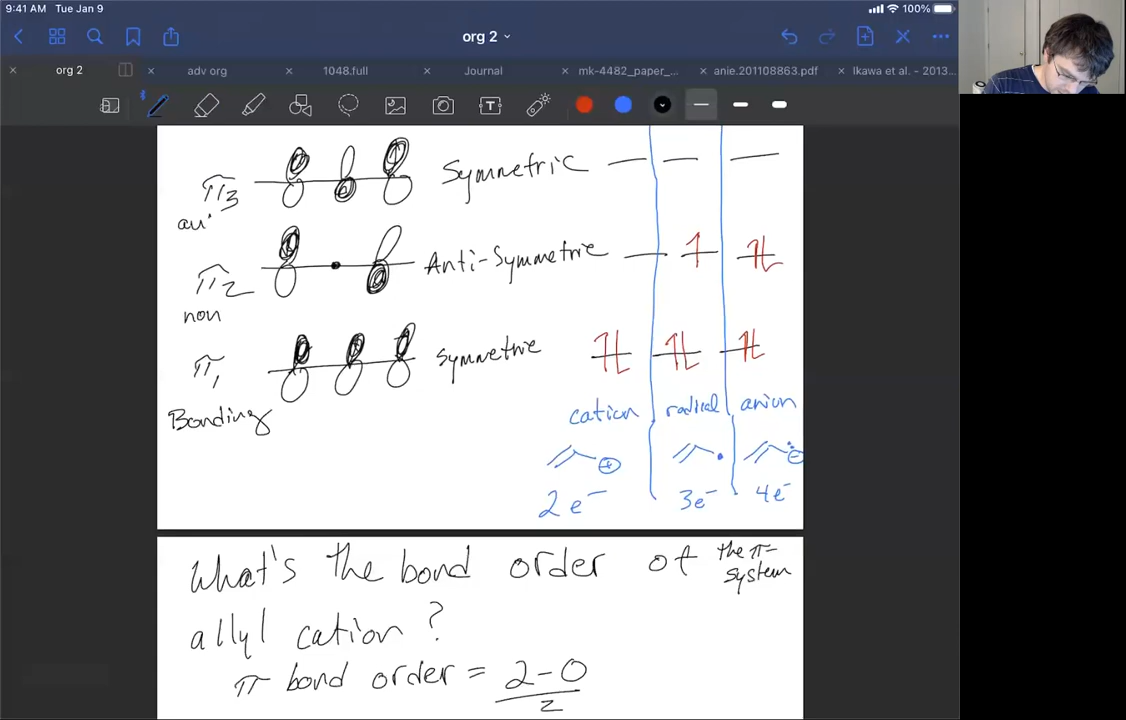 9:41 AM Tue Jan 9
100%
org 2
org 2
adv org
1048.full
Journal
mk-4482_paper_...
anie.201108863.pdf
Ikawa et al. - 2013...
T
π3
Symmetric
π2
non
Anti-Symmetric
π1
Bonding
Symmetric
cation radical anion
2e⁻ 3e⁻ 4e⁻
What's the bond order of the π-
system
allyl cation?
π bond order = 2-0
2